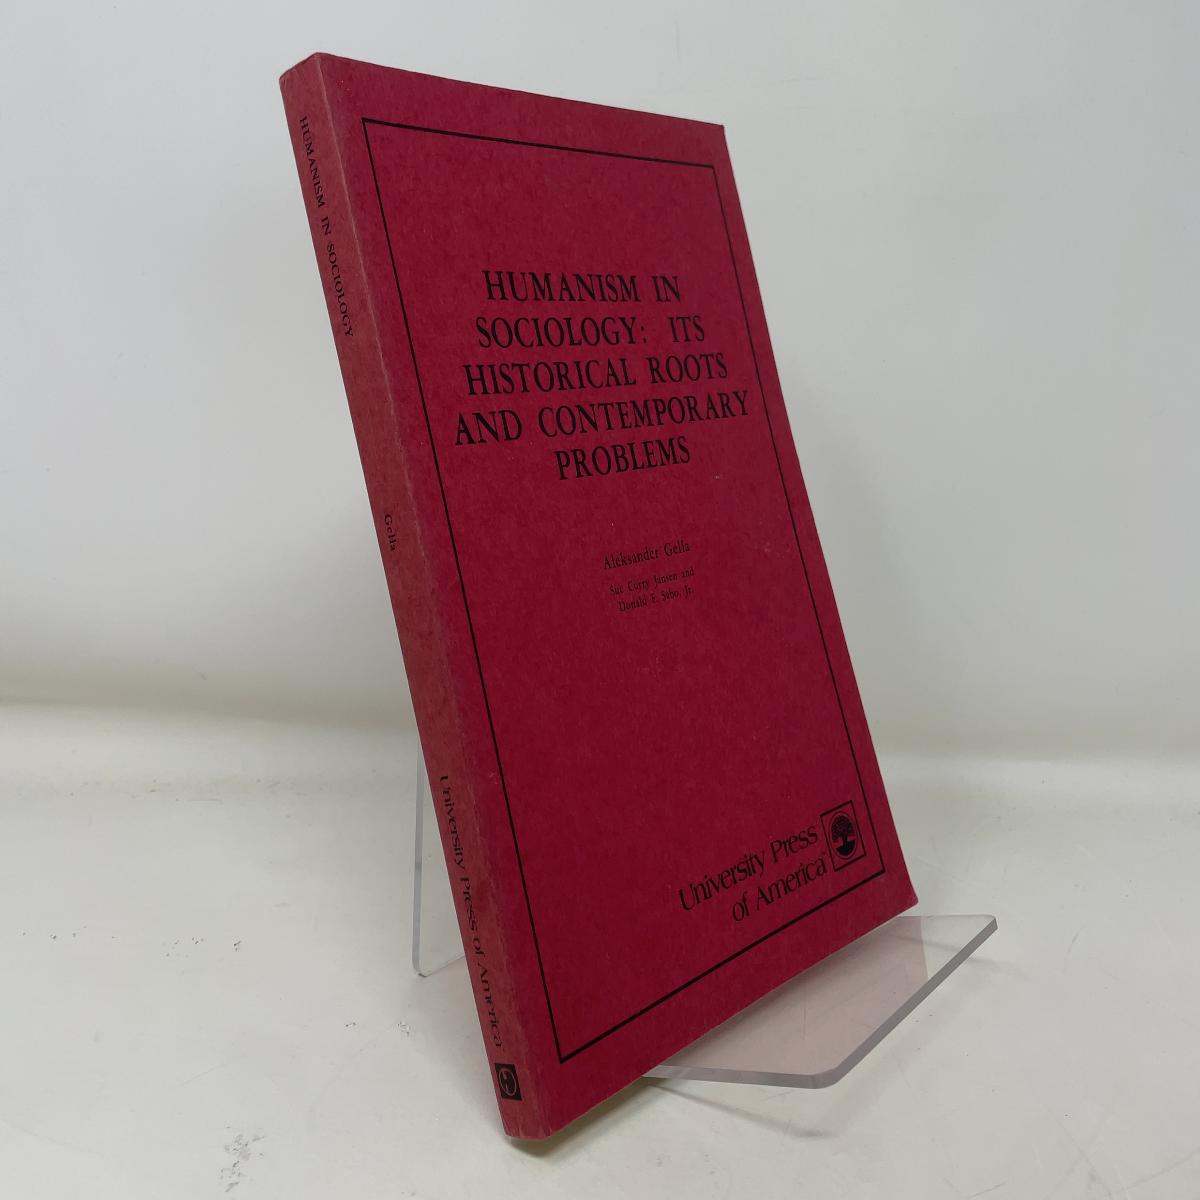 HUMANISM IN
SOCIOLOGY: ITS
HISTORICAL ROOTS
AND CONTEMPORARY
PROBLEMS
Aleksander Gella
Sue Curry Jansen and
Donald F. Sabo, Jr.
University Press
of America™
HUMANISM IN SOCIOLOGY
Gella
University Press of America